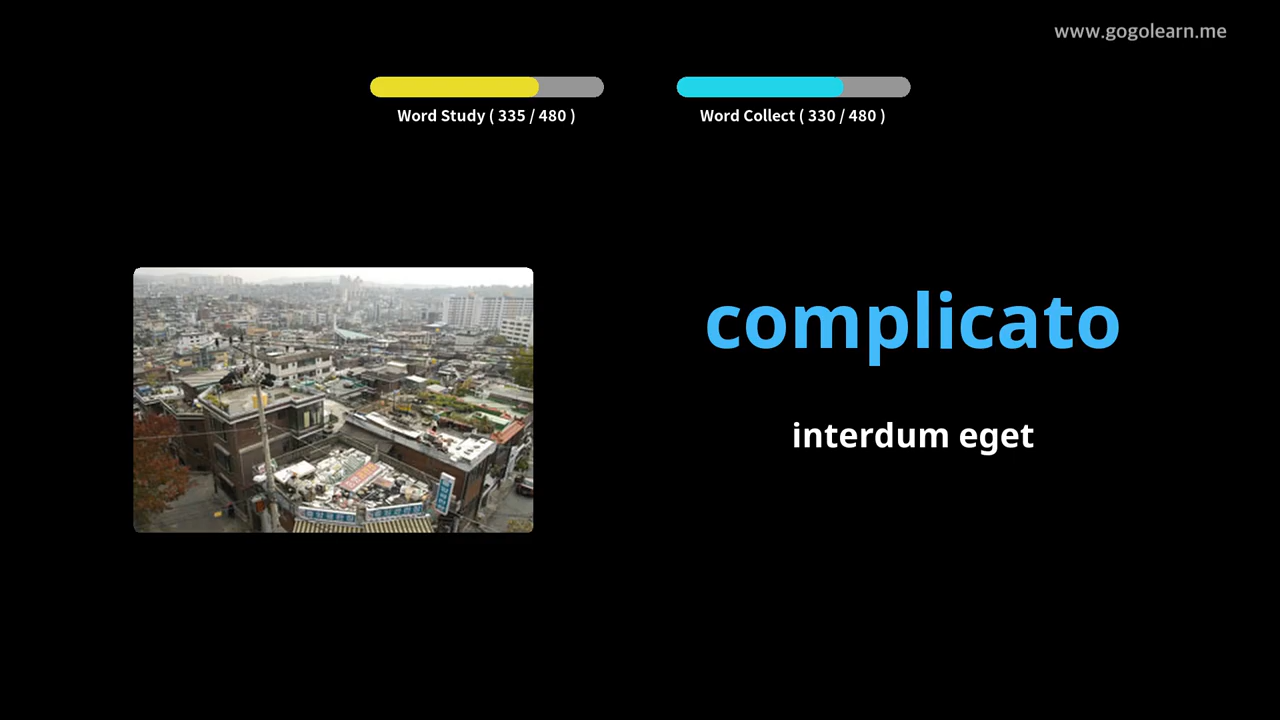 www.gogolearn.me
Word Study ( 335 / 480 )
Word Collect ( 330 / 480 )
complicato
interdum eget